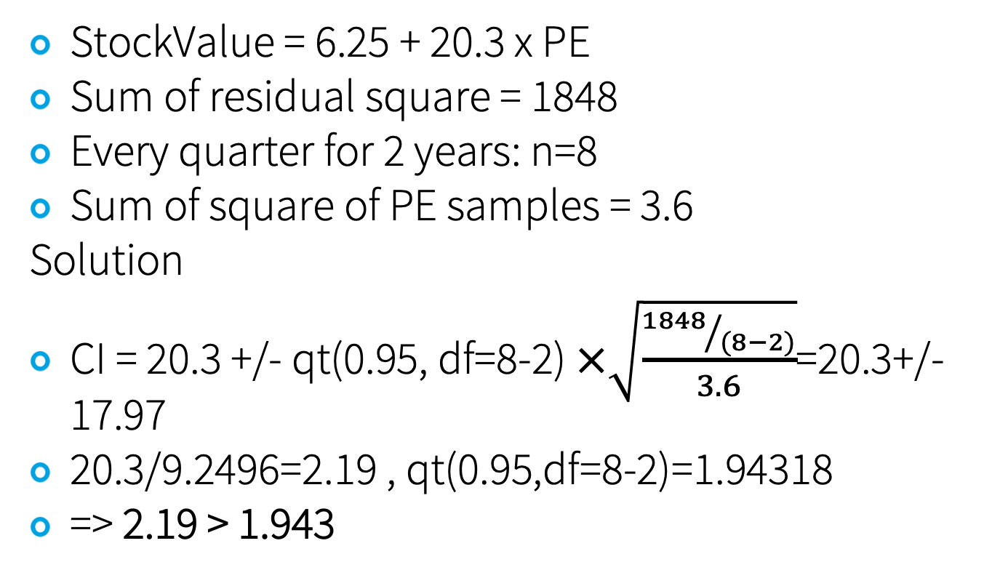 StockValue = 6.25 + 20.3 x PE
Sum of residual square = 1848
Every quarter for 2 years: n=8
Sum of square of PE samples = 3.6
Solution
CI = 20.3 +/- qt(0.95, df=8-2) × √((1848/(8−2))/3.6)=20.3+/-
17.97
20.3/9.2496=2.19 , qt(0.95,df=8-2)=1.94318
=> 2.19 > 1.943